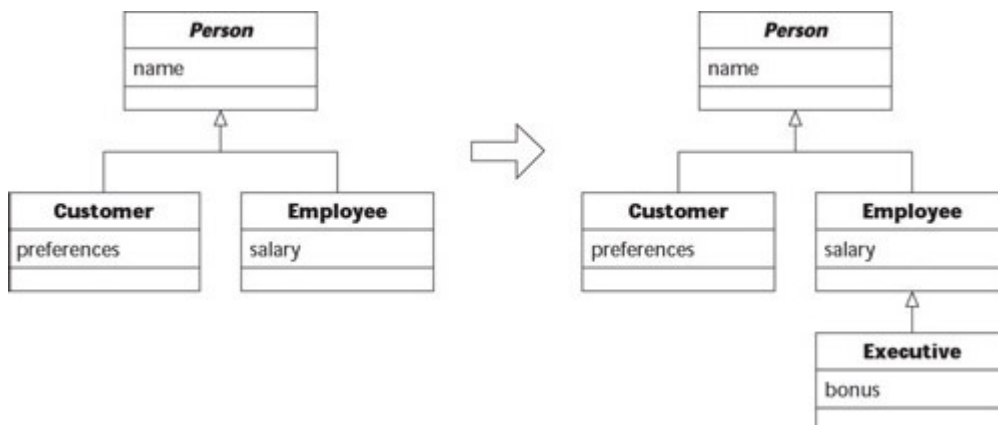 Person
name
Customer
preferences
Employee
salary
Person
name
Customer
preferences
Employee
salary
Executive
bonus